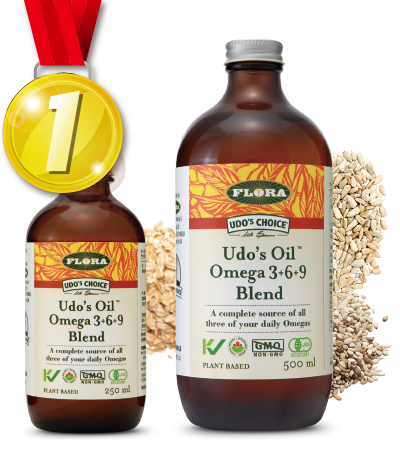 1
FLORA
UDO'S CHOICE
Udo's Oil™
Omega 3+6+9
Blend
A complete source of all
three of your daily Omegas
GMO
NON-GMO
PLANT BASED
250 ml
FLORA
UDO'S CHOICE
Udo's Oil™
Omega 3+6+9
Blend
A complete source of all
three of your daily Omegas
GMO
NON-GMO
PLANT BASED
500 ml